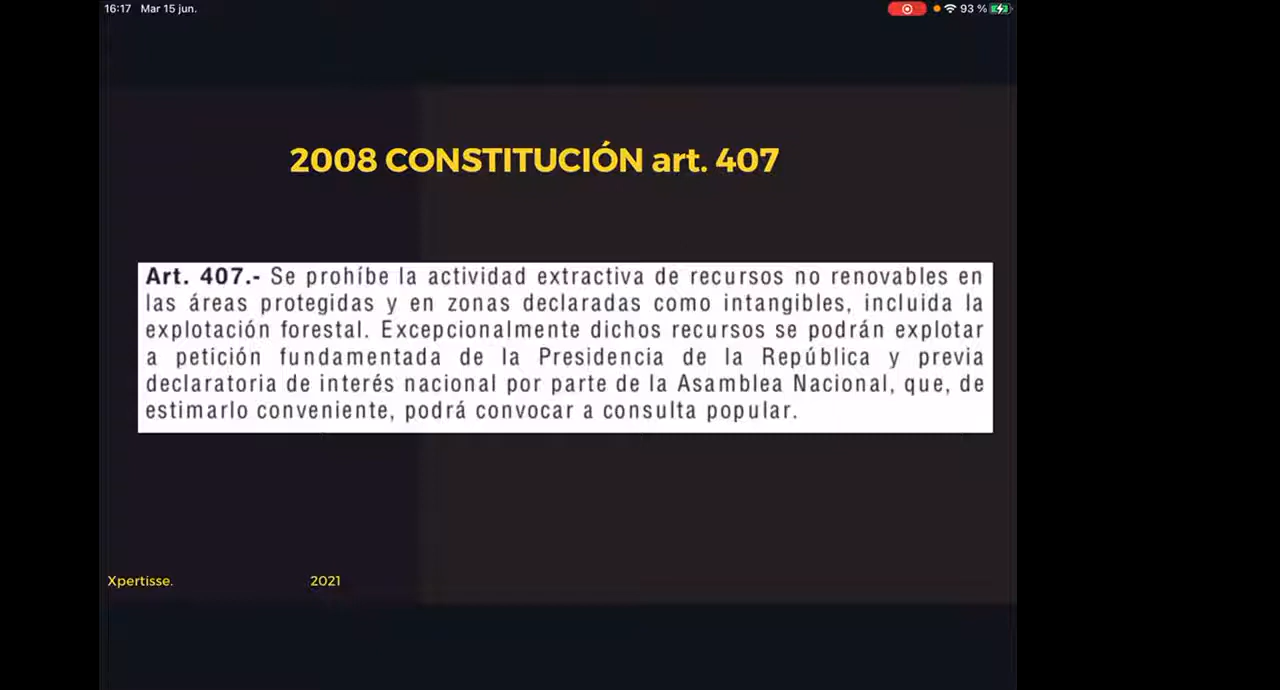 16:17 Mar 15 jun.
93 %
2008 CONSTITUCIÓN art. 407
Art. 407.- Se prohíbe la actividad extractiva de recursos no renovables en
las áreas protegidas y en zonas declaradas como intangibles, incluida la
explotación forestal. Excepcionalmente dichos recursos se podrán explotar
a petición fundamentada de la Presidencia de la República y previa
declaratoria de interés nacional por parte de la Asamblea Nacional, que, de
estimarlo conveniente, podrá convocar a consulta popular.
Xpertisse. 2021